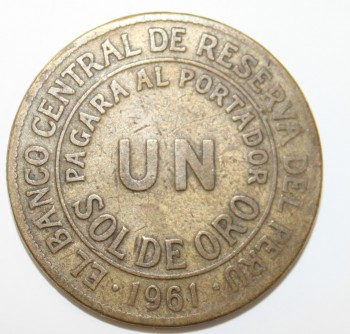 EL BANCO CENTRAL DE RESERVA DEL PERU
PAGARA AL PORTADOR
UN
SOL DE ORO
· 1961 ·